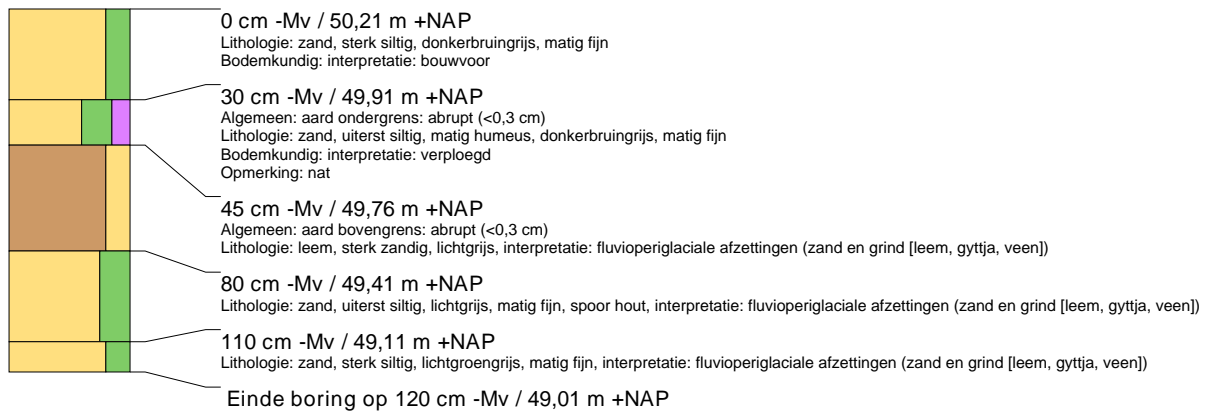 0 cm -Mv / 50,21 m +NAP
Lithologie: zand, sterk siltig, donkerbruingrijs, matig fijn
Bodemkundig: interpretatie: bouwvoor
30 cm -Mv / 49,91 m +NAP
Algemeen: aard ondergrens: abrupt (<0,3 cm)
Lithologie: zand, uiterst siltig, matig humeus, donkerbruingrijs, matig fijn
Bodemkundig: interpretatie: verploegd
Opmerking: nat
45 cm -Mv / 49,76 m +NAP
Algemeen: aard bovengrens: abrupt (<0,3 cm)
Lithologie: leem, sterk zandig, lichtgrijs, interpretatie: fluvioperiglaciale afzettingen (zand en grind [leem, gyttja, veen])
80 cm -Mv / 49,41 m +NAP
Lithologie: zand, uiterst siltig, lichtgrijs, matig fijn, spoor hout, interpretatie: fluvioperiglaciale afzettingen (zand en grind [leem, gyttja, veen])
110 cm -Mv / 49,11 m +NAP
Lithologie: zand, sterk siltig, lichtgroengrijs, matig fijn, interpretatie: fluvioperiglaciale afzettingen (zand en grind [leem, gyttja, veen])
Einde boring op 120 cm -Mv / 49,01 m +NAP